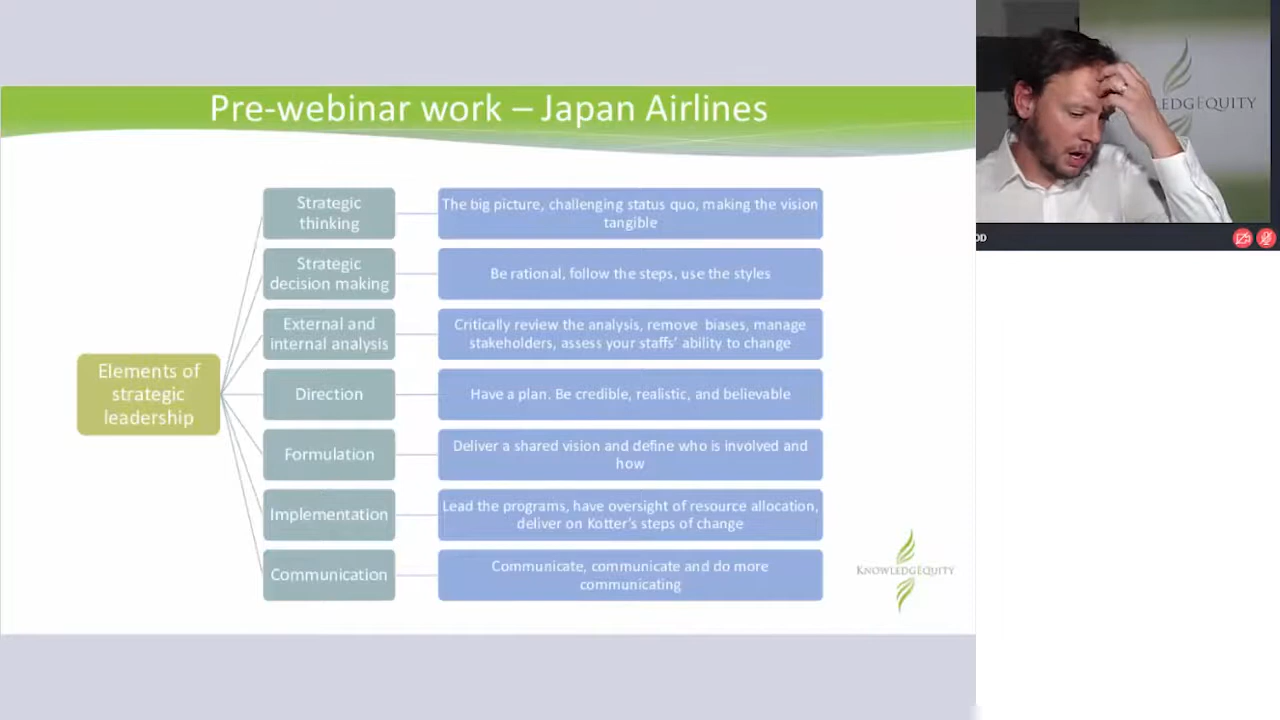 Pre-webinar work – Japan Airlines
Strategic
thinking
The big picture, challenging status quo, making the vision
tangible
Strategic
decision making
Be rational, follow the steps, use the styles
External and
internal analysis
Critically review the analysis, remove biases, manage
stakeholders, assess your staffs' ability to change
Elements of
strategic
leadership
Direction
Have a plan. Be credible, realistic, and believable
Formulation
Deliver a shared vision and define who is involved and
how
Implementation
Lead the programs, have oversight of resource allocation,
deliver on Kotter's steps of change
Communication
Communicate, communicate and do more
communicating
KNOWLEDGEQUITY
LEDGEQUITY
OD